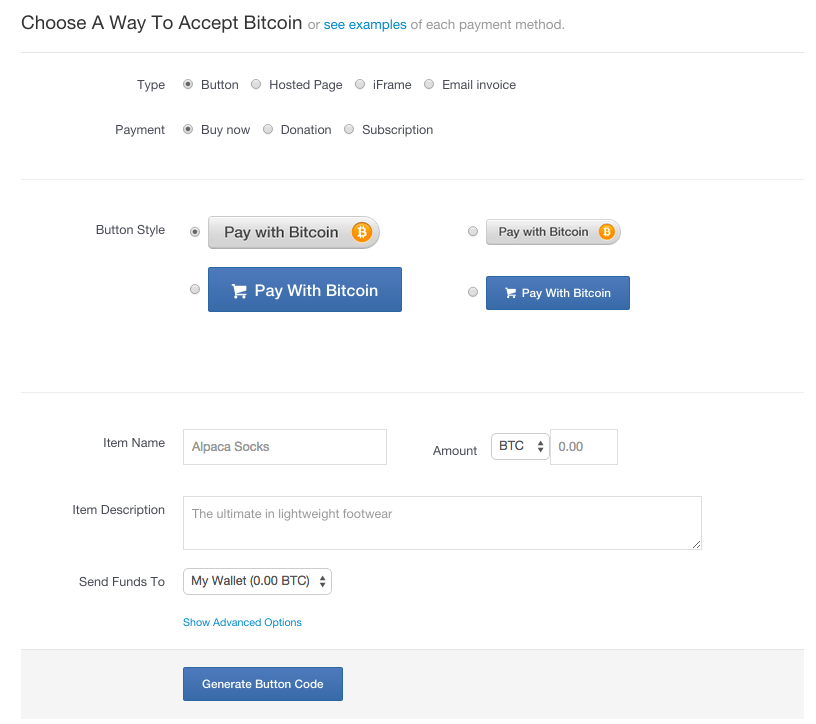 Choose A Way To Accept Bitcoin or see examples of each payment method.
Type Button Hosted Page iFrame Email invoice
Payment Buy now Donation Subscription
Button Style Pay with Bitcoin Pay with Bitcoin
Pay With Bitcoin Pay With Bitcoin
Item Name Alpaca Socks Amount BTC 0.00
Item Description The ultimate in lightweight footwear
Send Funds To My Wallet (0.00 BTC)
Show Advanced Options
Generate Button Code